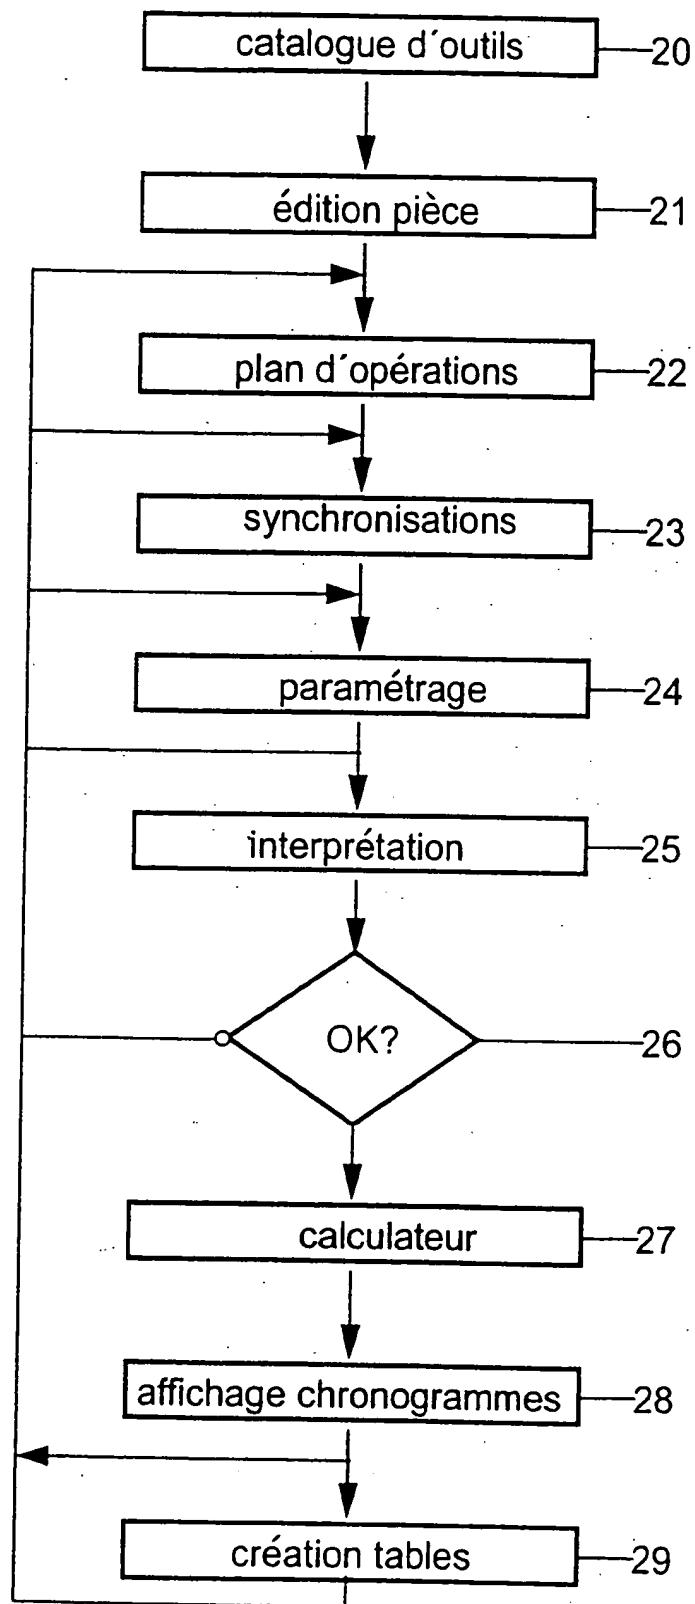 catalogue d´outils 20
édition pièce 21
plan d´opérations 22
synchronisations 23
paramétrage 24
interprétation 25
OK? 26
calculateur 27
affichage chronogrammes 28
création tables 29